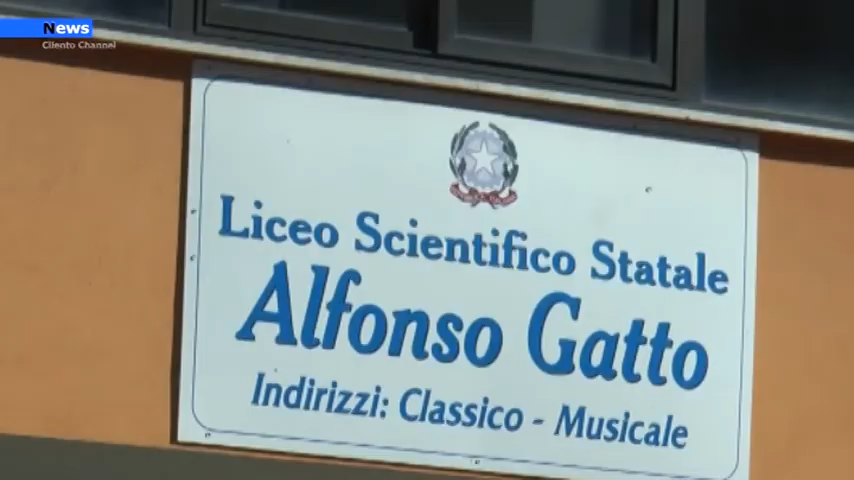 News
Cilento Channel
Liceo Scientifico Statale
Alfonso Gatto
Indirizzi: Classico - Musicale